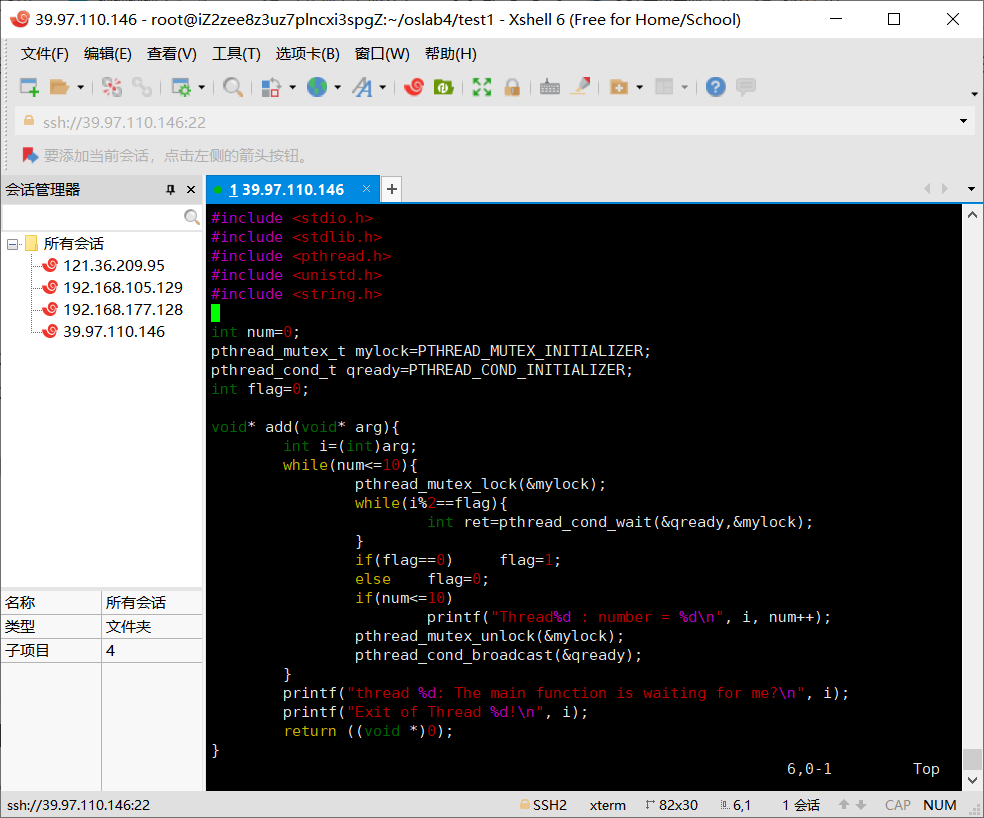 39.97.110.146 - root@iZ2zee8z3uz7plncxi3spgZ:~/oslab4/test1 - Xshell 6 (Free for Home/School)
文件(F) 编辑(E) 查看(V) 工具(T) 选项卡(B) 窗口(W) 帮助(H)
ssh://39.97.110.146:22
要添加当前会话，点击左侧的箭头按钮。
会话管理器
1 39.97.110.146
所有会话
121.36.209.95
192.168.105.129
192.168.177.128
39.97.110.146
名称 所有会话
类型 文件夹
子项目 4
#include <stdio.h>
#include <stdlib.h>
#include <pthread.h>
#include <unistd.h>
#include <string.h>
int num=0;
pthread_mutex_t mylock=PTHREAD_MUTEX_INITIALIZER;
pthread_cond_t qready=PTHREAD_COND_INITIALIZER;
int flag=0;
void* add(void* arg){
int i=(int)arg;
while(num<=10){
pthread_mutex_lock(&mylock);
while(i%2==flag){
int ret=pthread_cond_wait(&qready,&mylock);
}
if(flag==0) flag=1;
else flag=0;
if(num<=10)
printf("Thread%d : number = %d\n", i, num++);
pthread_mutex_unlock(&mylock);
pthread_cond_broadcast(&qready);
}
printf("thread %d: The main function is waiting for me?\n", i);
printf("Exit of Thread %d!\n", i);
return ((void *)0);
}
6,0-1 Top
ssh://39.97.110.146:22 SSH2 xterm 82x30 6,1 1 会话 CAP NUM